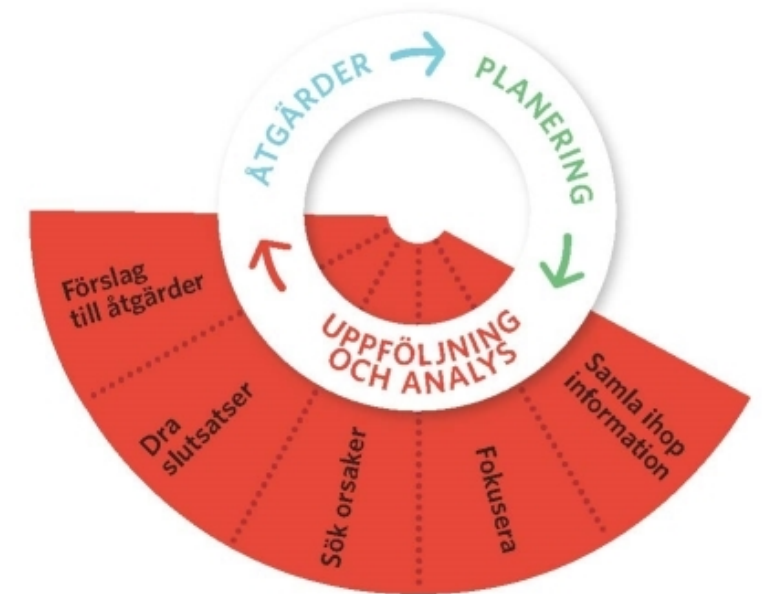 ÅTGÄRDER
PLANERING
UPPFÖLJNING
OCH ANALYS
Samla ihop
information
Fokusera
Sök orsaker
Dra
slutsatser
Förslag
till åtgärder